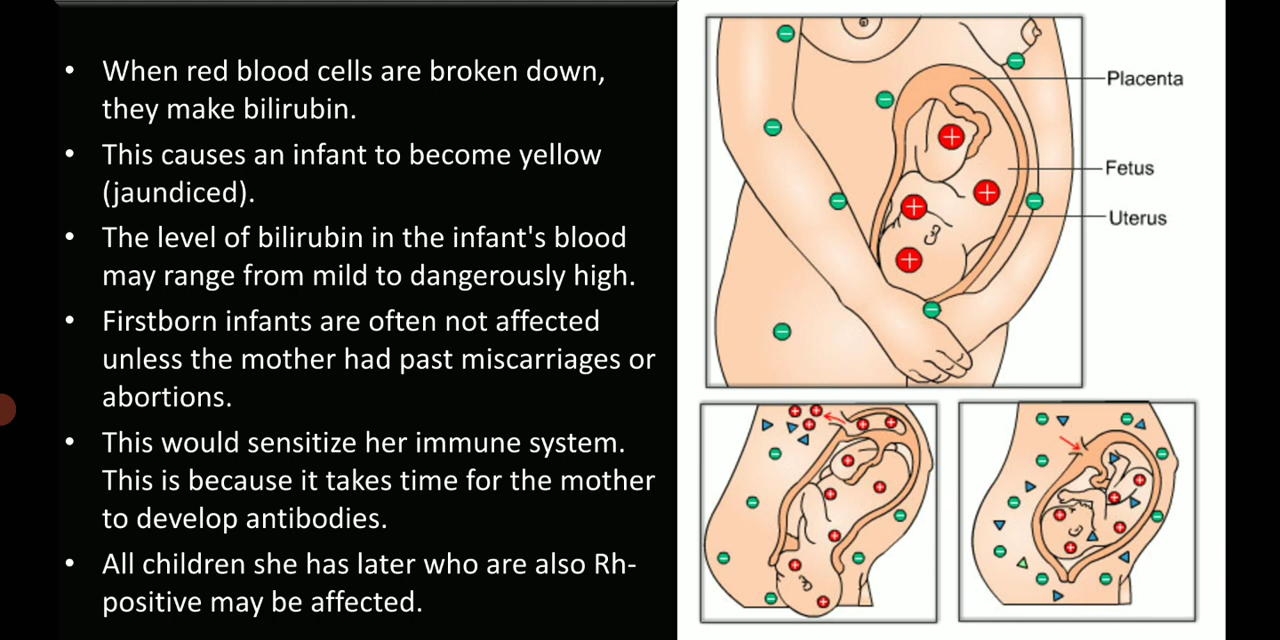 • When red blood cells are broken down,
they make bilirubin.
• This causes an infant to become yellow
(jaundiced).
• The level of bilirubin in the infant's blood
may range from mild to dangerously high.
• Firstborn infants are often not affected
unless the mother had past miscarriages or
abortions.
• This would sensitize her immune system.
This is because it takes time for the mother
to develop antibodies.
• All children she has later who are also Rh-
positive may be affected.
Placenta
Fetus
Uterus